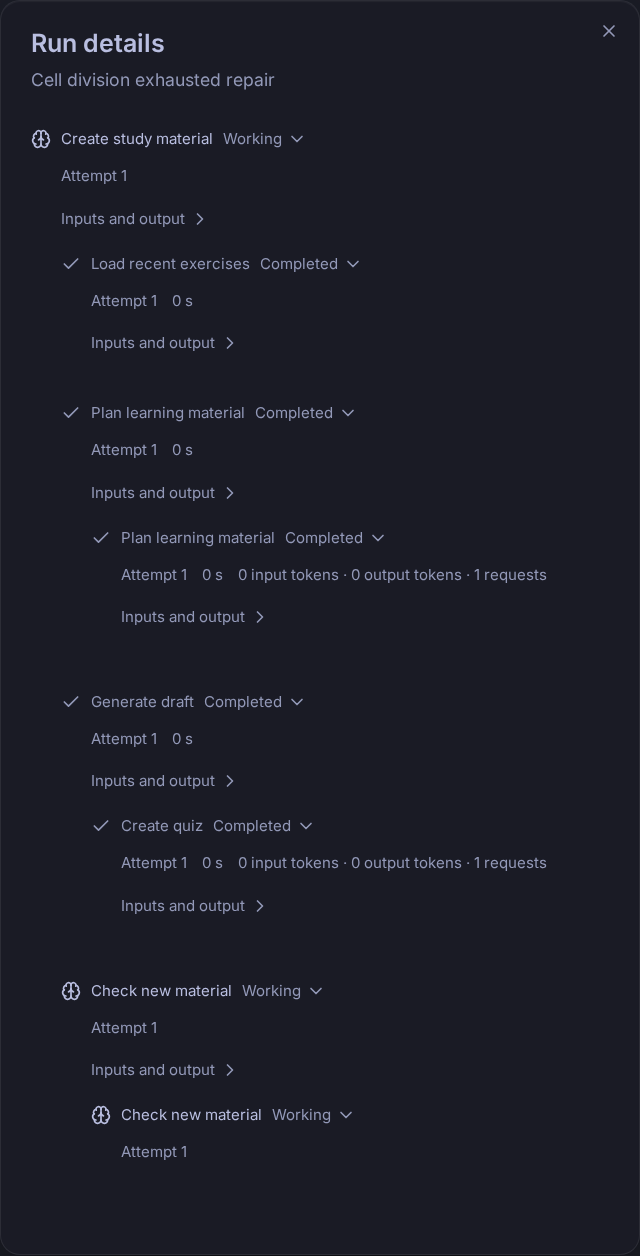 Run details
Cell division exhausted repair
Create study material Working
Attempt 1
Inputs and output
Load recent exercises Completed
Attempt 1 0 s
Inputs and output
Plan learning material Completed
Attempt 1 0 s
Inputs and output
Plan learning material Completed
Attempt 1 0 s 0 input tokens · 0 output tokens · 1 requests
Inputs and output
Generate draft Completed
Attempt 1 0 s
Inputs and output
Create quiz Completed
Attempt 1 0 s 0 input tokens · 0 output tokens · 1 requests
Inputs and output
Check new material Working
Attempt 1
Inputs and output
Check new material Working
Attempt 1